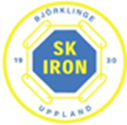 BJÖRKLINGE
SK
19 IRON 30
UPPLAND